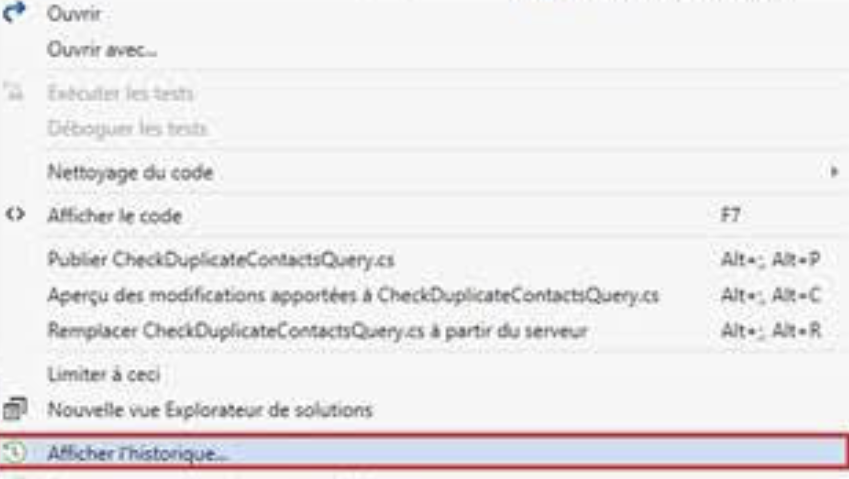 Ouvrir
Ouvrir avec...
Exécuter les tests
Déboguer les tests
Nettoyage du code
Afficher le code F7
Publier CheckDuplicateContactsQuery.cs Alt+;, Alt+P
Aperçu des modifications apportées à CheckDuplicateContactsQuery.cs Alt+;, Alt+C
Remplacer CheckDuplicateContactsQuery.cs à partir du serveur Alt+;, Alt+R
Limiter à ceci
Nouvelle vue Explorateur de solutions
Afficher l'historique...